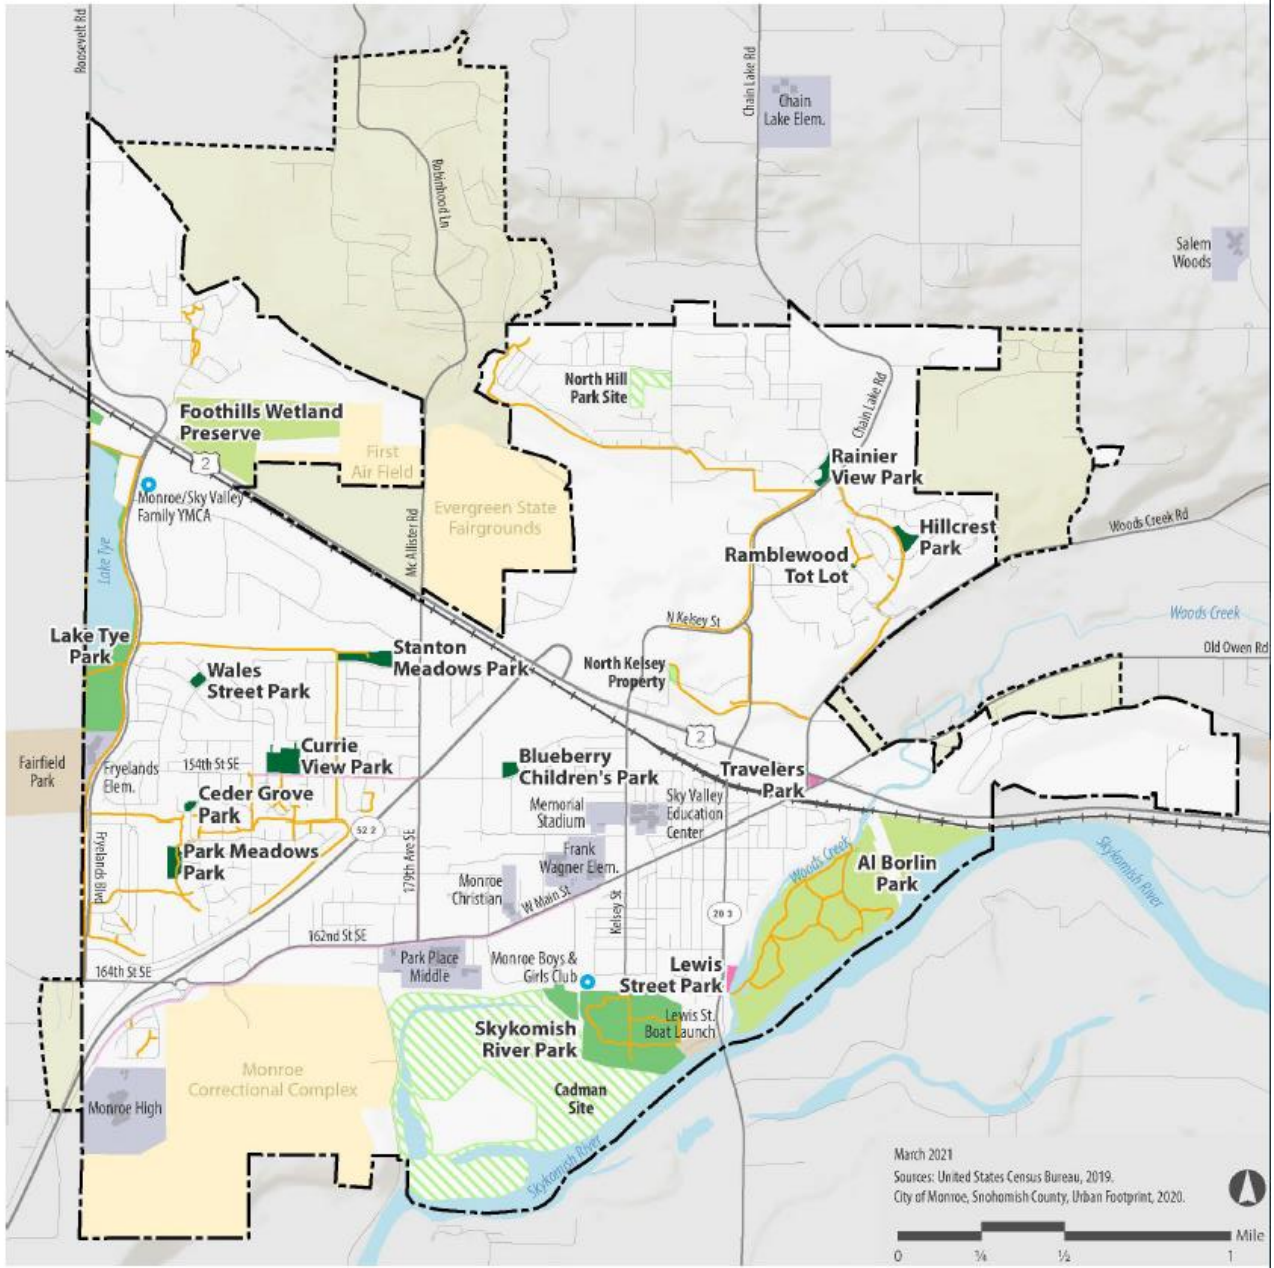 Roosevelt Rd
Chain Lake Rd
Chain
Lake Elem.
Robinhood Ln
Salem
Woods
North Hill
Park Site
Chain Lake Rd
Foothills Wetland
Preserve
2
First
Air Field
Rainier
View Park
Monroe/Sky Valley
Family YMCA
Evergreen State
Fairgrounds
Mc Allister Rd
Lake Tye
Hillcrest
Park
Woods Creek Rd
Ramblewood
Tot Lot
N Kelsey St
Woods Creek
Old Owen Rd
Lake Tye
Park
Stanton
Meadows Park
Wales
Street Park
North Kelsey
Property
2
Fairfield
Park
Fryelands
Elem.
154th St SE
Currie
View Park
Blueberry
Children's Park
Travelers
Park
Ceder Grove
Park
52 2
Memorial
Stadium
Sky Valley
Education
Center
Fryelands Blvd
Park Meadows
Park
179th Ave SE
Frank
Wagner Elem.
Monroe
Christian
W Main St
Kelsey St
Woods Creek
Al Borlin
Park
Skykomish River
20 3
162nd St SE
164th St SE
Park Place
Middle
Monroe Boys &
Girls Club
Lewis
Street Park
Lewis St.
Boat Launch
Skykomish
River Park
Monroe
Correctional Complex
Cadman
Site
Monroe High
Skykomish River
March 2021
Sources: United States Census Bureau, 2019.
City of Monroe, Snohomish County, Urban Footprint, 2020.
Mile
0 ¼ ½ 1